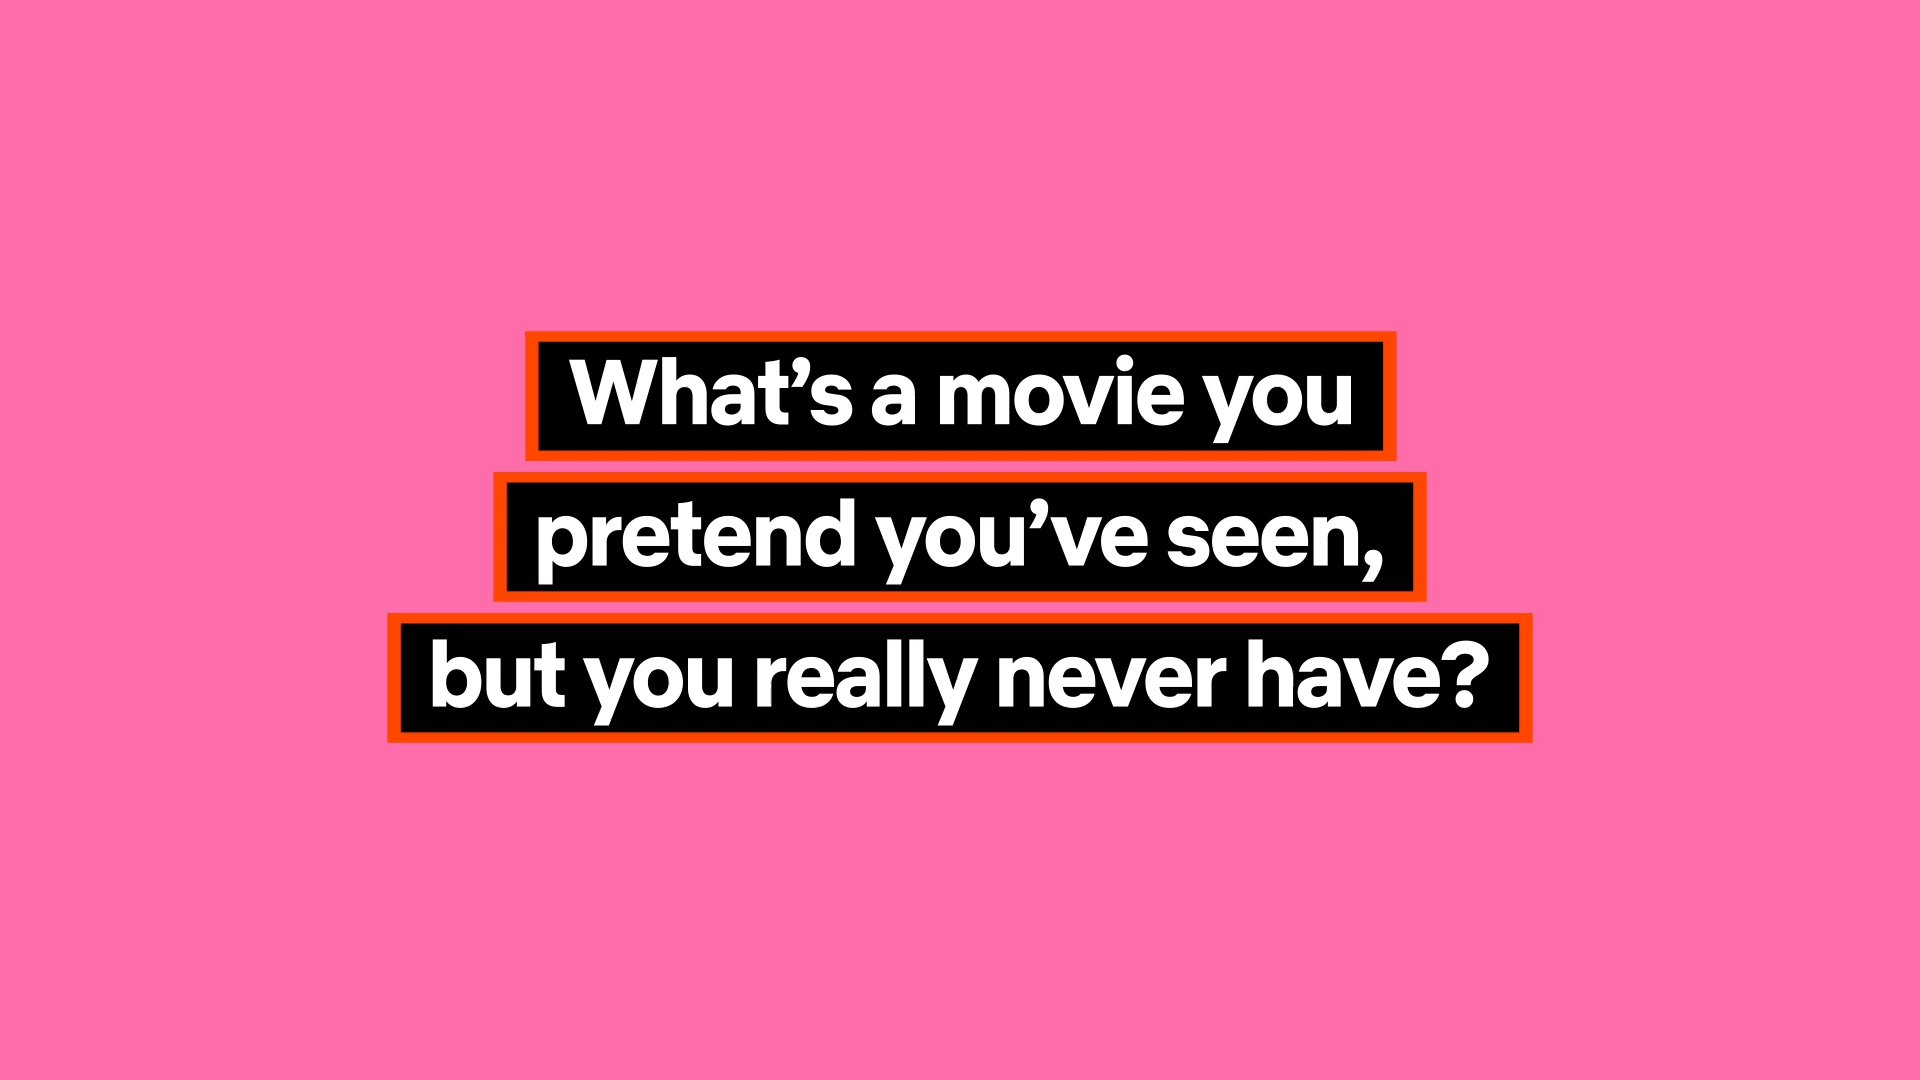 What’s a movie you
pretend you’ve seen,
but you really never have?